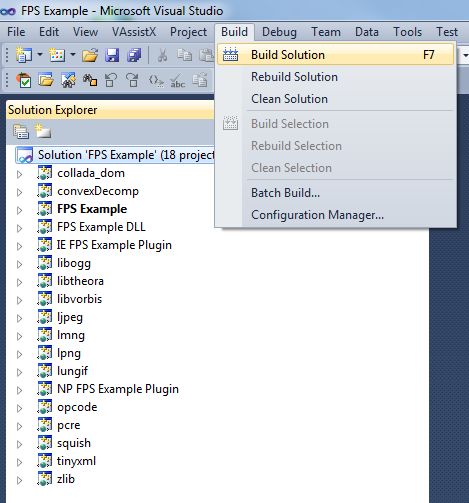 FPS Example - Microsoft Visual Studio
File Edit View VAssistX Project Build Debug Team Data Tools Test
Build Solution F7
Rebuild Solution
Clean Solution
Build Selection
Rebuild Selection
Clean Selection
Batch Build...
Configuration Manager...
Solution Explorer
Solution 'FPS Example' (18 project
collada_dom
convexDecomp
FPS Example
FPS Example DLL
IE FPS Example Plugin
libogg
libtheora
libvorbis
ljpeg
lmng
lpng
lungif
NP FPS Example Plugin
opcode
pcre
squish
tinyxml
zlib